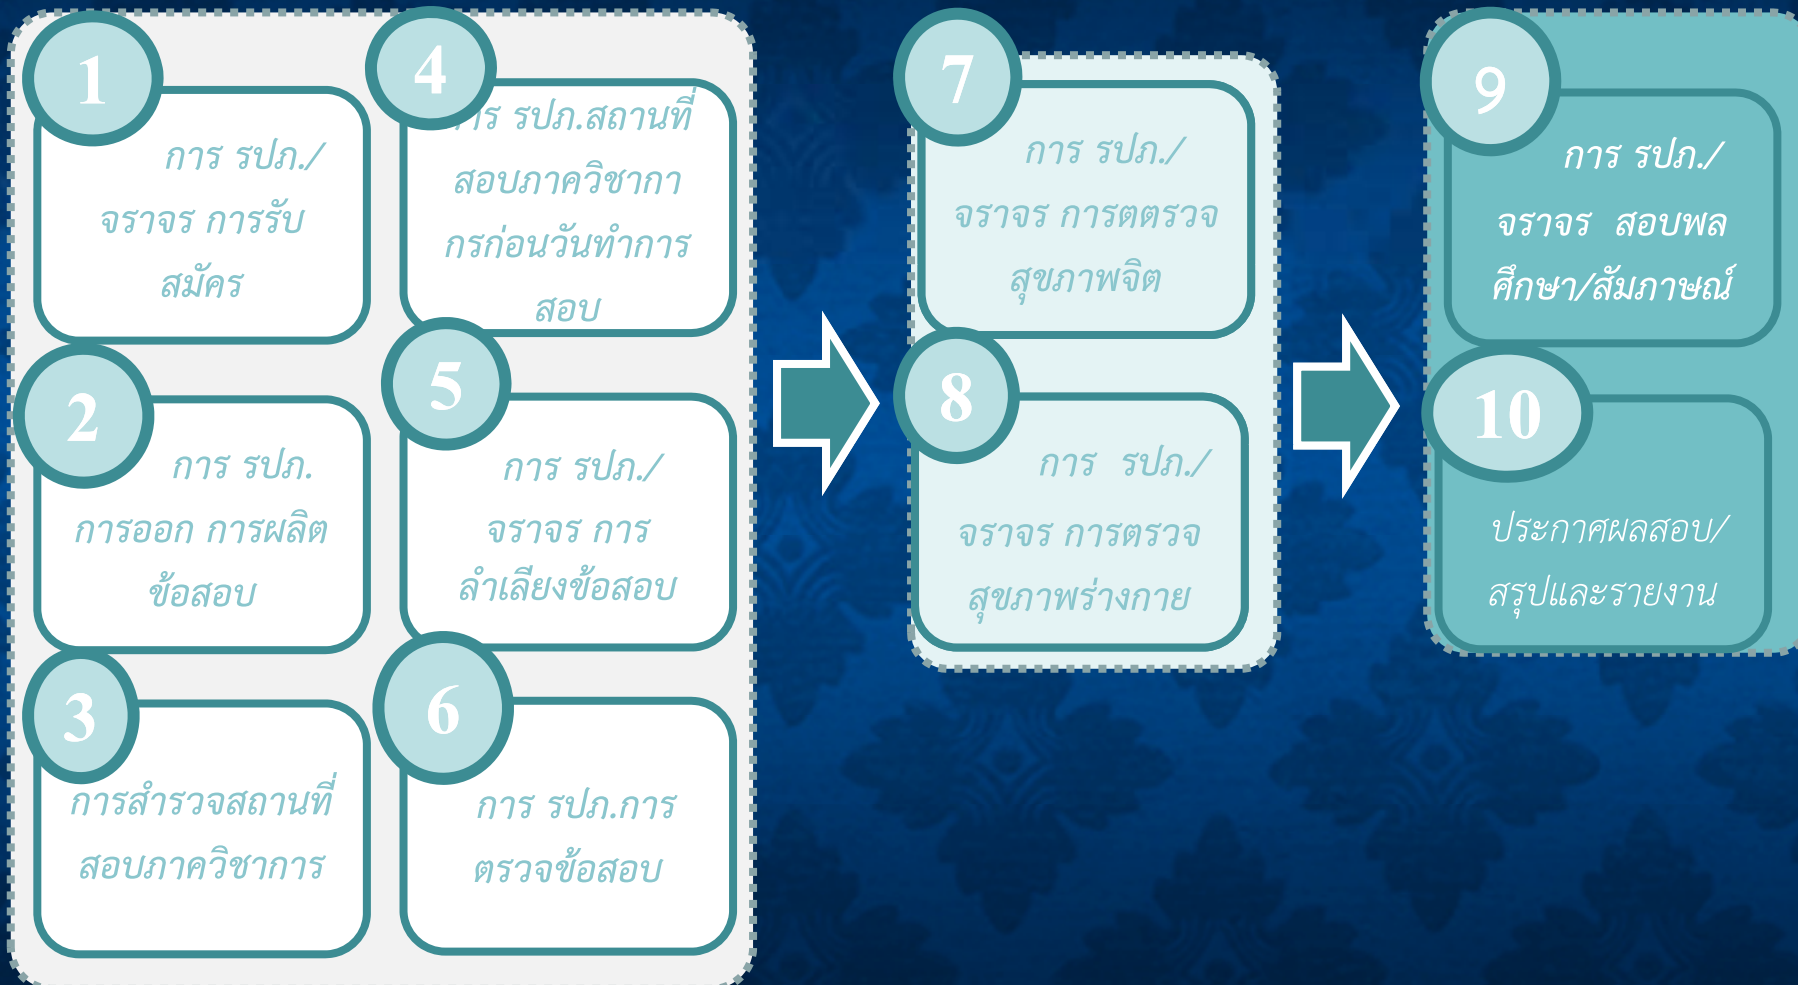 1
การ รปภ./
จราจร การรับ
สมัคร
2
การ รปภ.
การออก การผลิต
ข้อสอบ
3
การสำรวจสถานที่
สอบภาควิชาการ
4
รปภ.สถานที่
สอบภาควิชากา
กรก่อนวันทำการ
สอบ
5
การ รปภ./
จราจร การ
ลำเลียงข้อสอบ
6
การ รปภ.การ
ตรวจข้อสอบ
7
การ รปภ./
จราจร การตตรวจ
สุขภาพจิต
8
การ รปภ./
จราจร การตรวจ
สุขภาพร่างกาย
9
การ รปภ./
จราจร สอบพล
ศึกษา/สัมภาษณ์
10
ประกาศผลสอบ/
สรุปและรายงาน